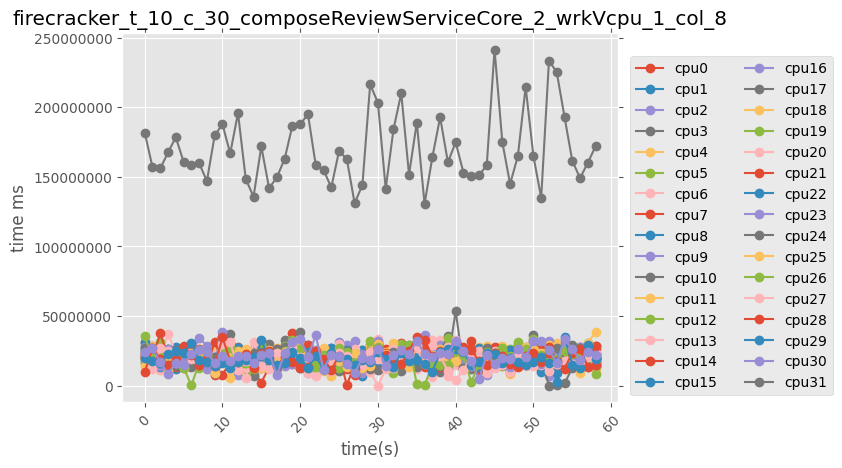 firecracker_t_10_c_30_composeReviewServiceCore_2_wrkVcpu_1_col_8
250000000
200000000
150000000
100000000
50000000
0
time ms
0
10
20
30
40
50
60
time(s)
cpu0
cpu1
cpu2
cpu3
cpu4
cpu5
cpu6
cpu7
cpu8
cpu9
cpu10
cpu11
cpu12
cpu13
cpu14
cpu15
cpu16
cpu17
cpu18
cpu19
cpu20
cpu21
cpu22
cpu23
cpu24
cpu25
cpu26
cpu27
cpu28
cpu29
cpu30
cpu31